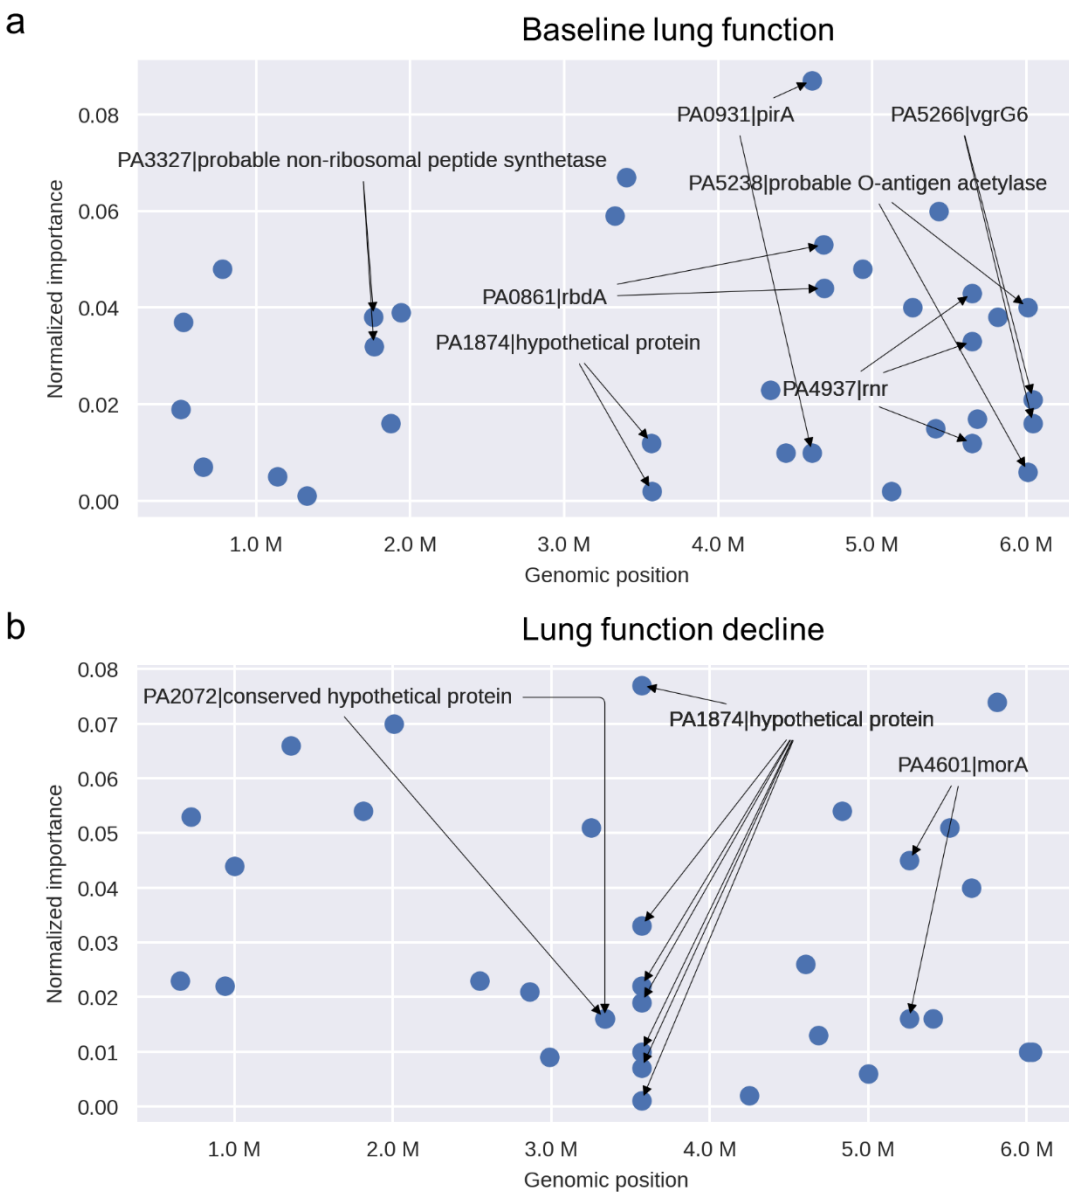 a
Baseline lung function
0.08
PA0931|pirA
PA5266|vgrG6
PA3327|probable non-ribosomal peptide synthetase
PA5238|probable O-antigen acetylase
0.06
Normalized importance
PA0861|rbdA
0.04
PA1874|hypothetical protein
PA4937|rnr
0.02
0.00
1.0 M 2.0 M 3.0 M 4.0 M 5.0 M 6.0 M
Genomic position
b
Lung function decline
0.08
PA2072|conserved hypothetical protein
PA1874|hypothetical protein
0.07
PA4601|morA
0.06
0.05
Normalized importance
0.04
0.03
0.02
0.01
0.00
1.0 M 2.0 M 3.0 M 4.0 M 5.0 M 6.0 M
Genomic position